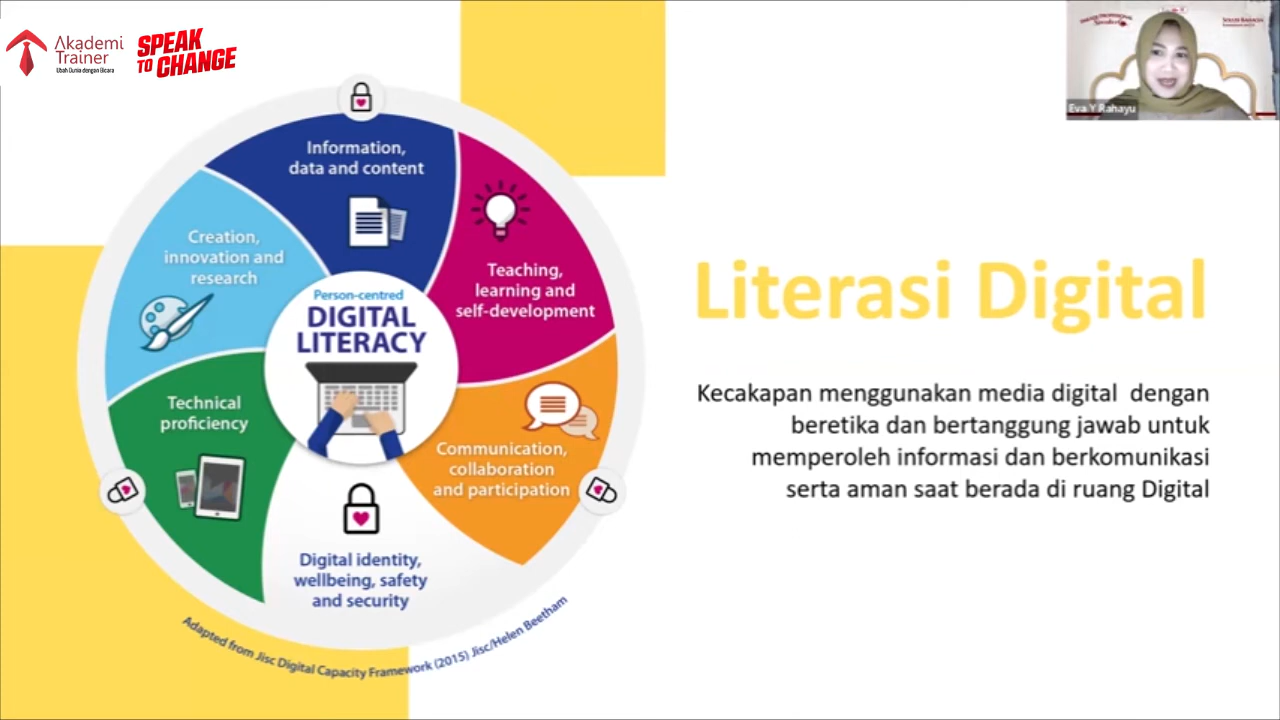 Akademi
Trainer
Ubah Dunia dengan Bicara
SPEAK
TO CHANGE
Eva Y Rahayu
Information,
data and content
Teaching,
learning and
self-development
Creation,
innovation and
research
Person-centred
DIGITAL
LITERACY
Technical
proficiency
Communication,
collaboration
and participation
Digital identity,
wellbeing, safety
and security
Adapted from Jisc Digital Capacity Framework (2015) Jisc/Helen Beetham
Literasi Digital
Kecakapan menggunakan media digital dengan
beretika dan bertanggung jawab untuk
memperoleh informasi dan berkomunikasi
serta aman saat berada di ruang Digital